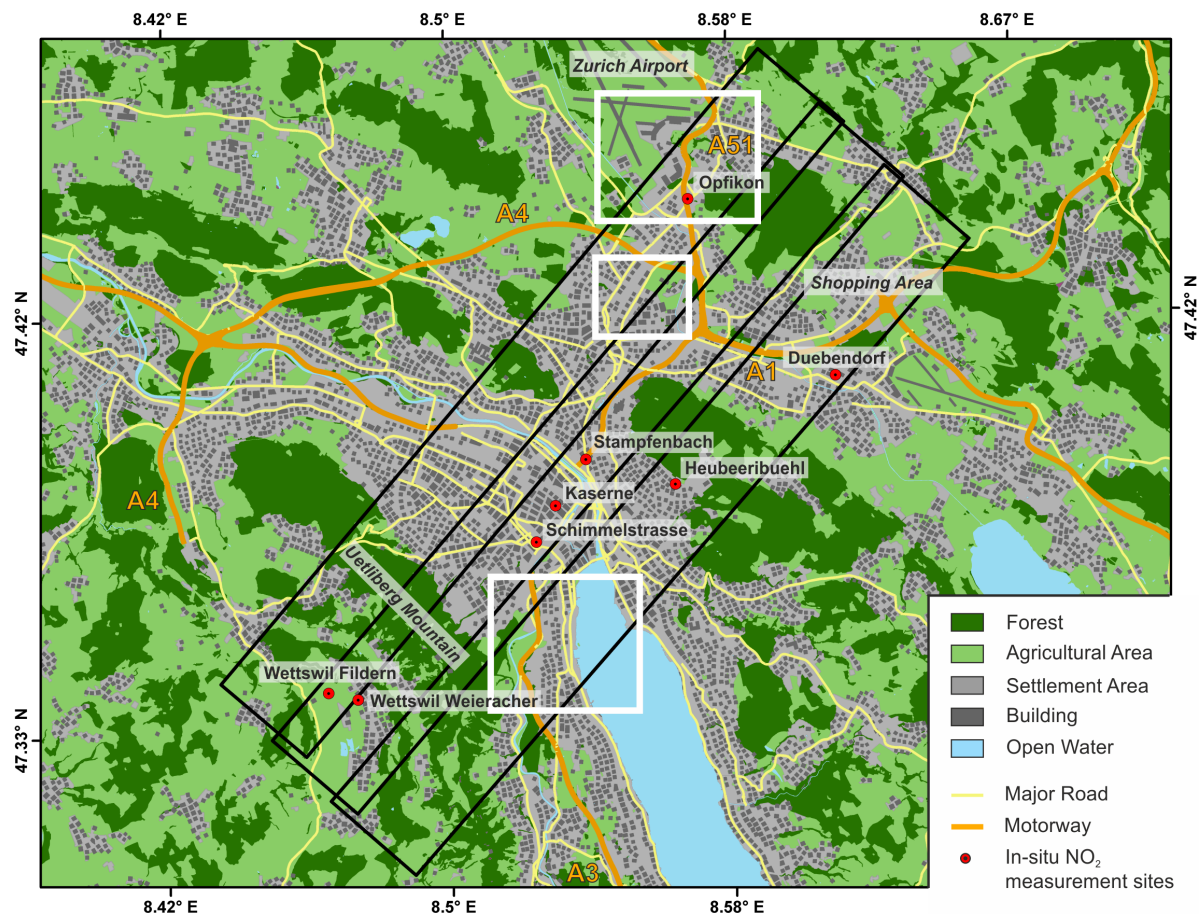 8.42° E
8.5° E
8.58° E
8.67° E
Zurich Airport
A51
Opfikon
A4
Shopping Area
47.42° N
47.42° N
Duebendorf
A1
Stampfenbach
Heubeeribuehl
Kaserne
A4
Schimmelstrasse
Uetliberg Mountain
Wettswil Fildern
Wettswil Weieracher
47.33° N
A3
Forest
Agricultural Area
Settlement Area
Building
Open Water
Major Road
Motorway
In-situ NO₂
measurement sites
8.42° E
8.5° E
8.58° E